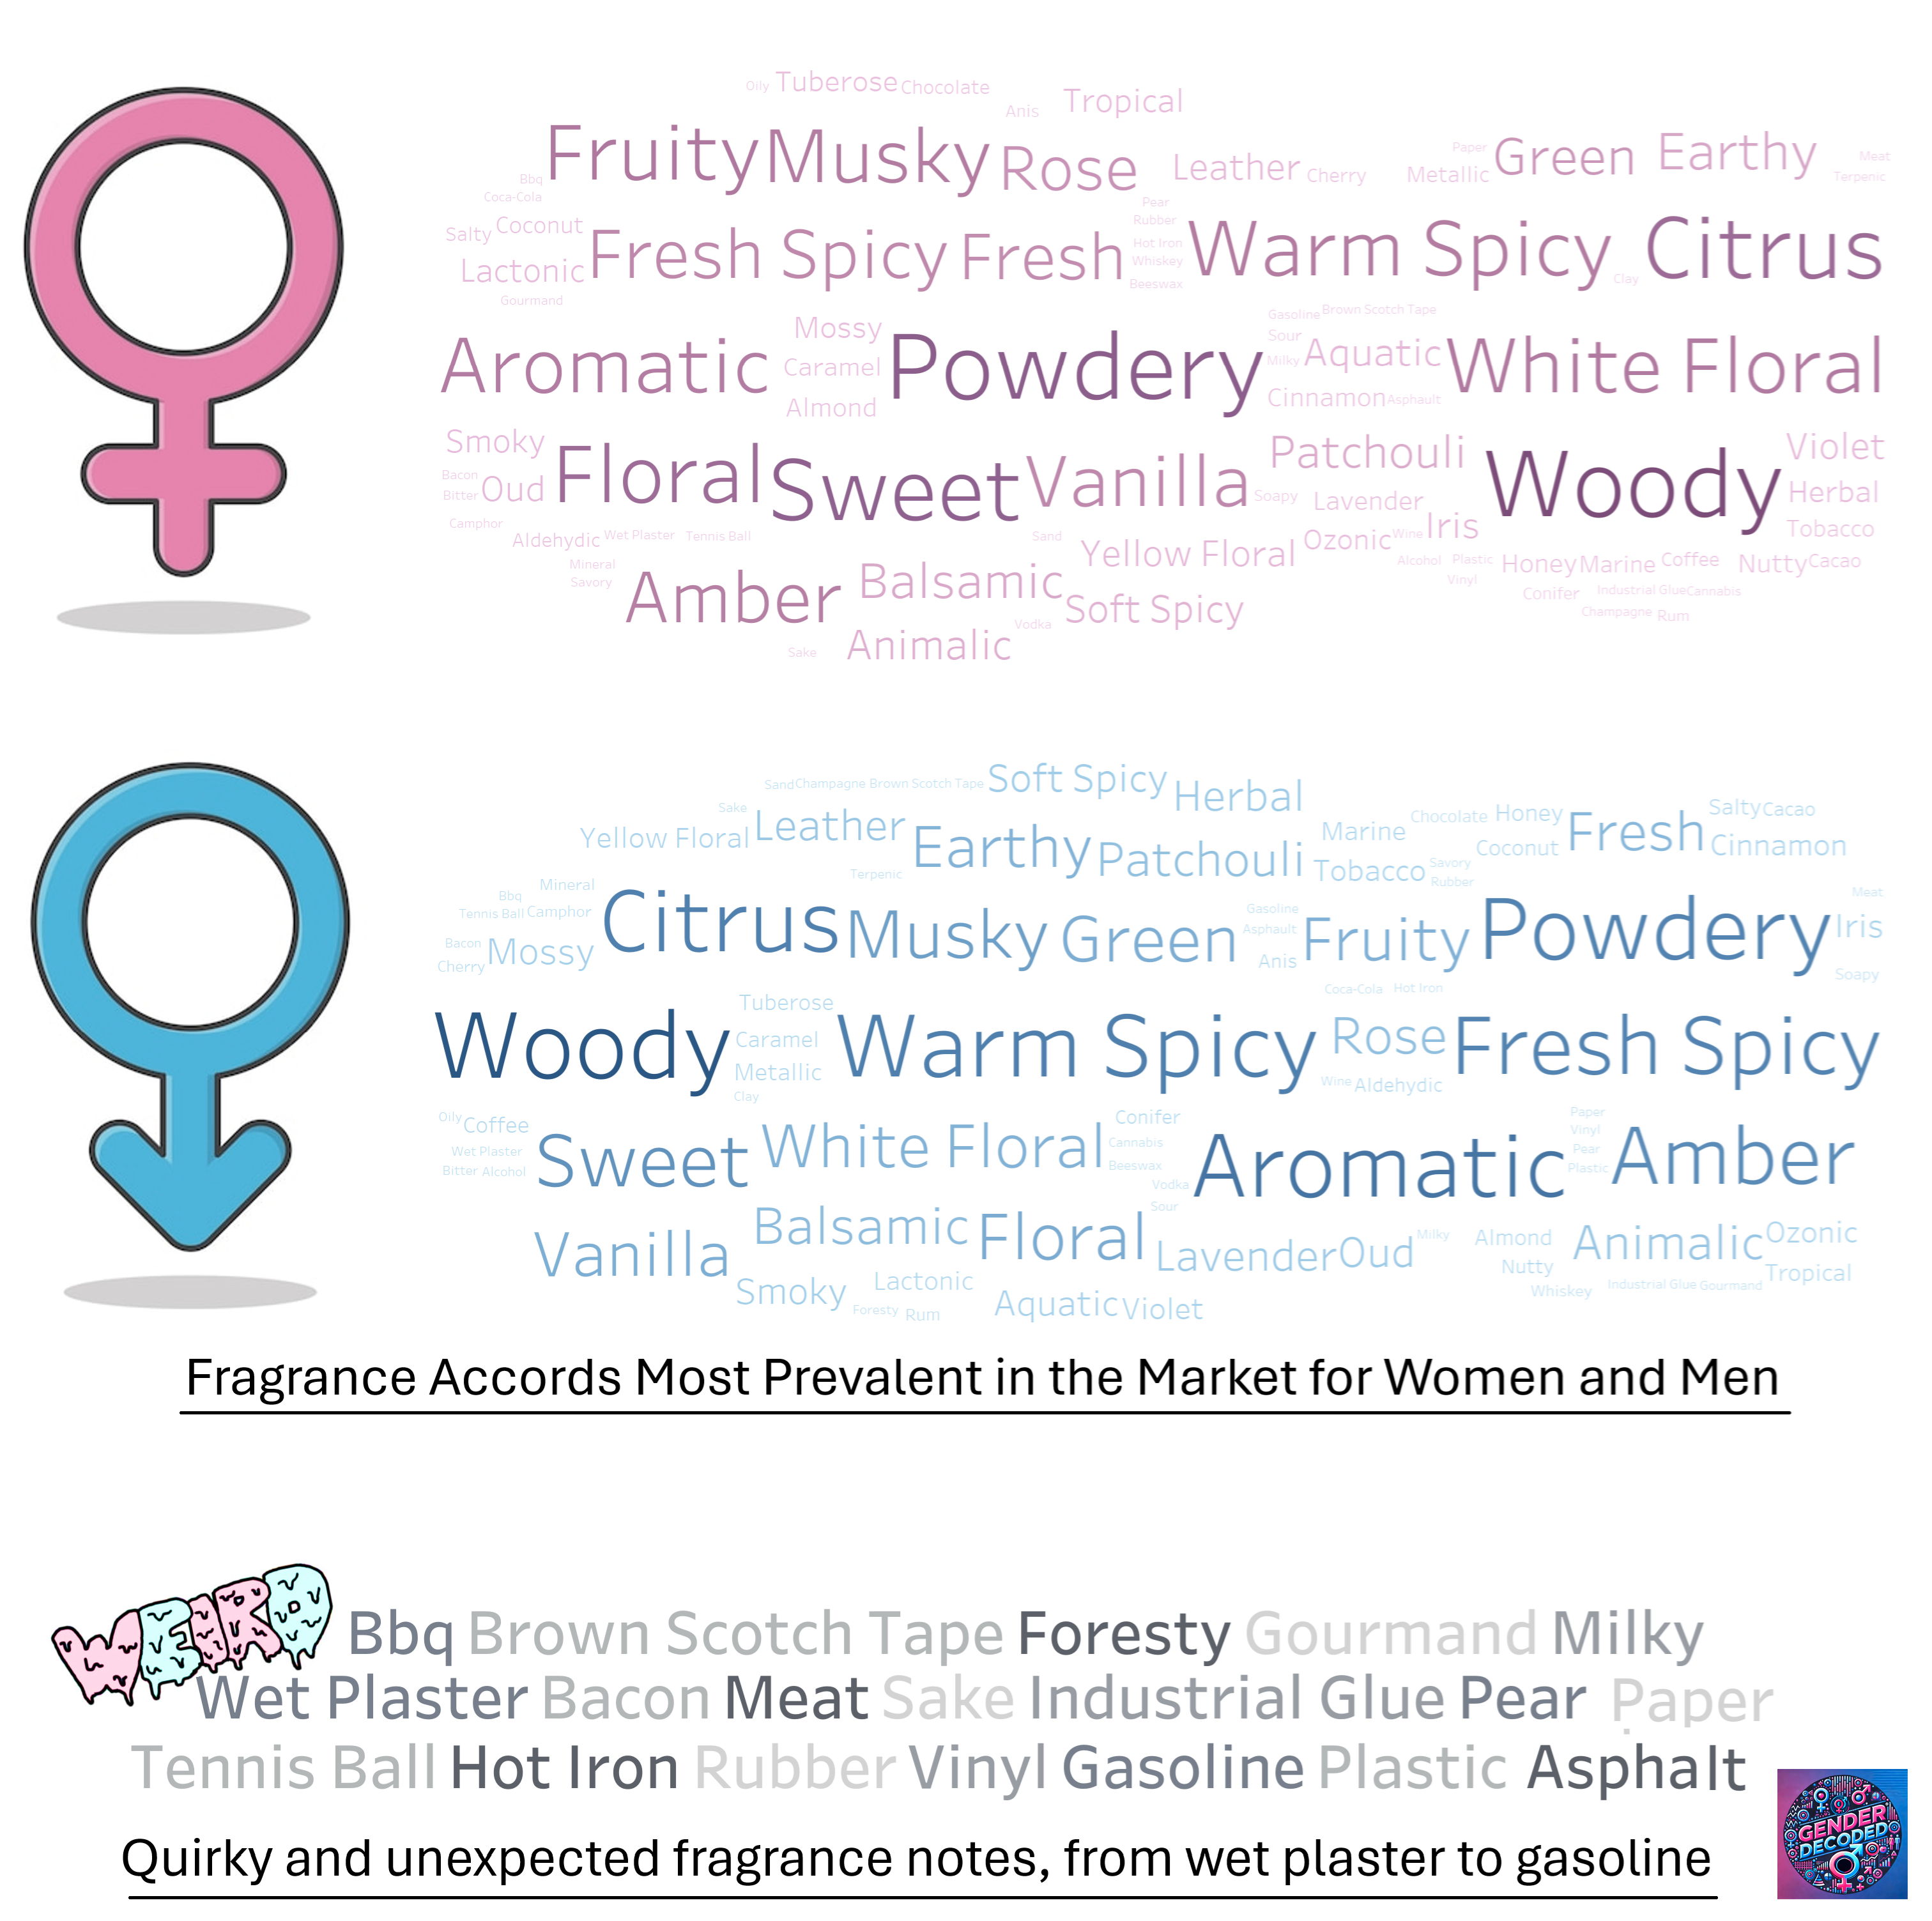 Oily Tuberose Chocolate
Anis Tropical
Fruity Musky Rose Leather Cherry Paper Metallic Green Earthy Meat Terpenic
Bbq
Coca-Cola
Pear
Rubber
Salty Coconut Fresh Spicy Fresh Hot Iron Warm Spicy Citrus
Lactonic Whiskey Clay
Gourmand Beeswax
Gasoline Brown Scotch Tape
Mossy Sour
Aromatic Caramel Powdery Milky Aquatic White Floral
Almond Cinnamon Asphault
Smoky Patchouli Violet
Bacon Floral Sweet Vanilla Woody
Bitter Oud Soapy Lavender Herbal
Camphor Iris Tobacco
Aldehydic Wet Plaster Tennis Ball Sand Yellow Floral Ozonic Wine
Mineral Alcohol Plastic Honey Marine Coffee Nutty Cacao
Savory Amber Balsamic Vinyl
Conifer Industrial Glue Cannabis
Soft Spicy Champagne Rum
Vodka
Sake Animalic
Sand Champagne Brown Scotch Tape Soft Spicy Herbal
Sake Chocolate Honey Fresh Salty Cacao
Yellow Floral Leather Earthy Patchouli Marine Coconut Cinnamon
Terpenic Tobacco Savory
Rubber
Mineral
Bbq Meat
Tennis Ball Camphor Citrus Musky Green Gasoline Fruity Powdery Iris
Asphault
Bacon Mossy
Cherry Anis Soapy
Coca-Cola Hot Iron
Tuberose
Woody Caramel Warm Spicy Rose Fresh Spicy
Metallic Wine Aldehydic
Clay
Oily Coffee Conifer Paper
Vinyl
Wet Plaster Sweet White Floral Cannabis Aromatic Pear Amber
Bitter Alcohol Beeswax Plastic
Vodka
Sour
Vanilla Balsamic Floral Lavender Oud Milky Almond Animalic Ozonic
Nutty Tropical
Smoky Lactonic Whiskey Industrial Glue Gourmand
Foresty Rum Aquatic Violet
Fragrance Accords Most Prevalent in the Market for Women and Men
WEIRD
Bbq Brown Scotch Tape Foresty Gourmand Milky
Wet Plaster Bacon Meat Sake Industrial Glue Pear Paper
Tennis Ball Hot Iron Rubber Vinyl Gasoline Plastic Asphalt
Quirky and unexpected fragrance notes, from wet plaster to gasoline
GENDER
DECODED